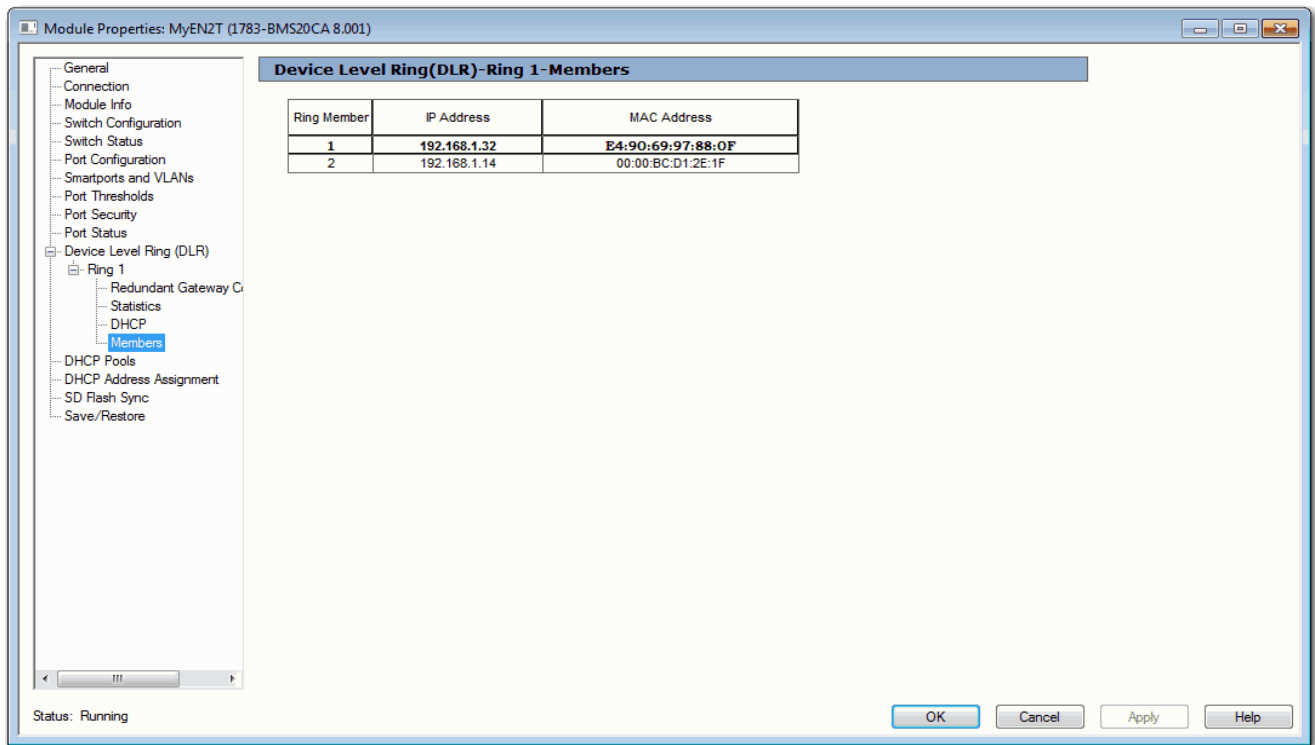 Module Properties: MyEN2T (1783-BMS20CA 8.001)
General
Connection
Module Info
Switch Configuration
Switch Status
Port Configuration
Smartports and VLANs
Port Thresholds
Port Security
Port Status
Device Level Ring (DLR)
Ring 1
Redundant Gateway Co
Statistics
DHCP
Members
DHCP Pools
DHCP Address Assignment
SD Flash Sync
Save/Restore
Device Level Ring(DLR)-Ring 1-Members
Ring Member IP Address MAC Address
1 192.168.1.32 E4:90:69:97:88:0F
2 192.168.1.14 00:00:BC:D1:2E:1F
Status: Running
OK Cancel Apply Help